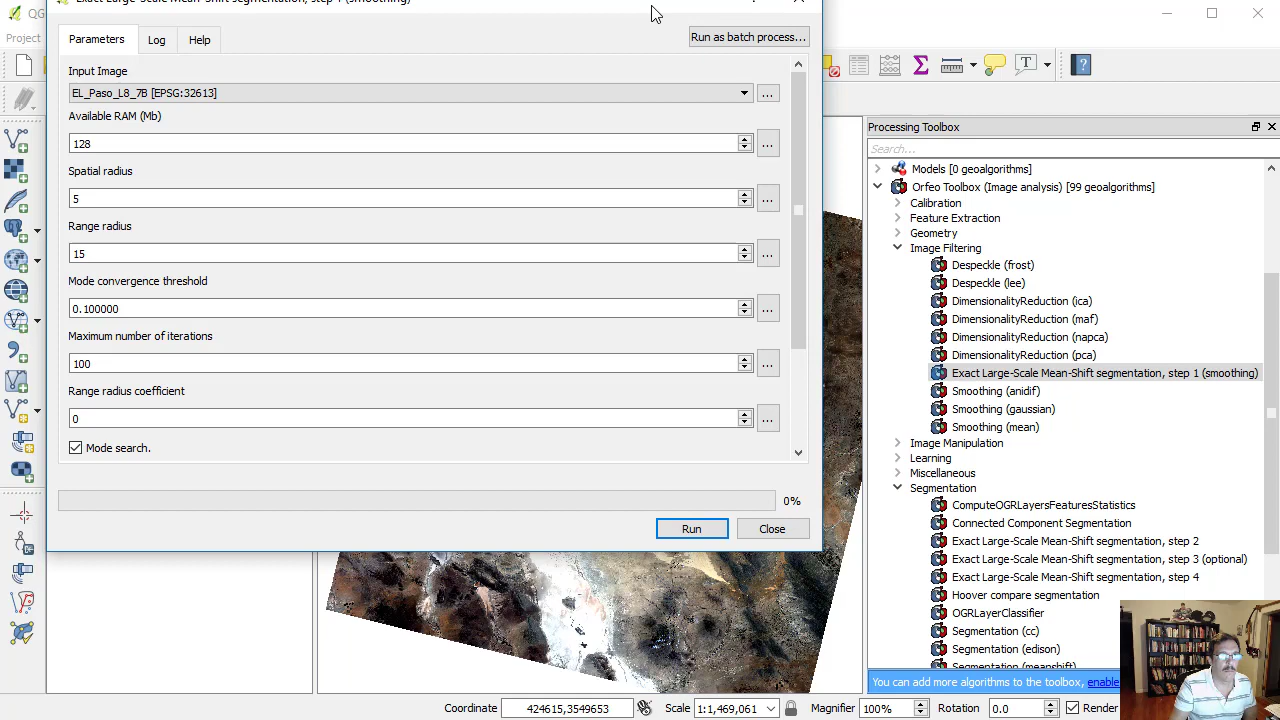 QG
Exact Large-Scale Mean-Shift segmentation, step 1 (smoothing)
Project
Parameters
Log
Help
Run as batch process...
Input Image
EL_Paso_L8_7B [EPSG:32613]
...
Available RAM (Mb)
128
...
Spatial radius
5
...
Range radius
15
...
Mode convergence threshold
0.100000
...
Maximum number of iterations
100
...
Range radius coefficient
0
...
Mode search.
0%
Run
Close
Processing Toolbox
Search...
Models [0 geoalgorithms]
Orfeo Toolbox (Image analysis) [99 geoalgorithms]
Calibration
Feature Extraction
Geometry
Image Filtering
Despeckle (frost)
Despeckle (lee)
DimensionalityReduction (ica)
DimensionalityReduction (maf)
DimensionalityReduction (napca)
DimensionalityReduction (pca)
Exact Large-Scale Mean-Shift segmentation, step 1 (smoothing)
Smoothing (anidif)
Smoothing (gaussian)
Smoothing (mean)
Image Manipulation
Learning
Miscellaneous
Segmentation
ComputeOGRLayersFeaturesStatistics
Connected Component Segmentation
Exact Large-Scale Mean-Shift segmentation, step 2
Exact Large-Scale Mean-Shift segmentation, step 3 (optional)
Exact Large-Scale Mean-Shift segmentation, step 4
Hoover compare segmentation
OGRLayerClassifier
Segmentation (cc)
Segmentation (edison)
Segmentation (meanshift)
You can add more algorithms to the toolbox, enable
Coordinate 424615,3549653 Scale 1:1,469,061 Magnifier 100% Rotation 0.0 Render